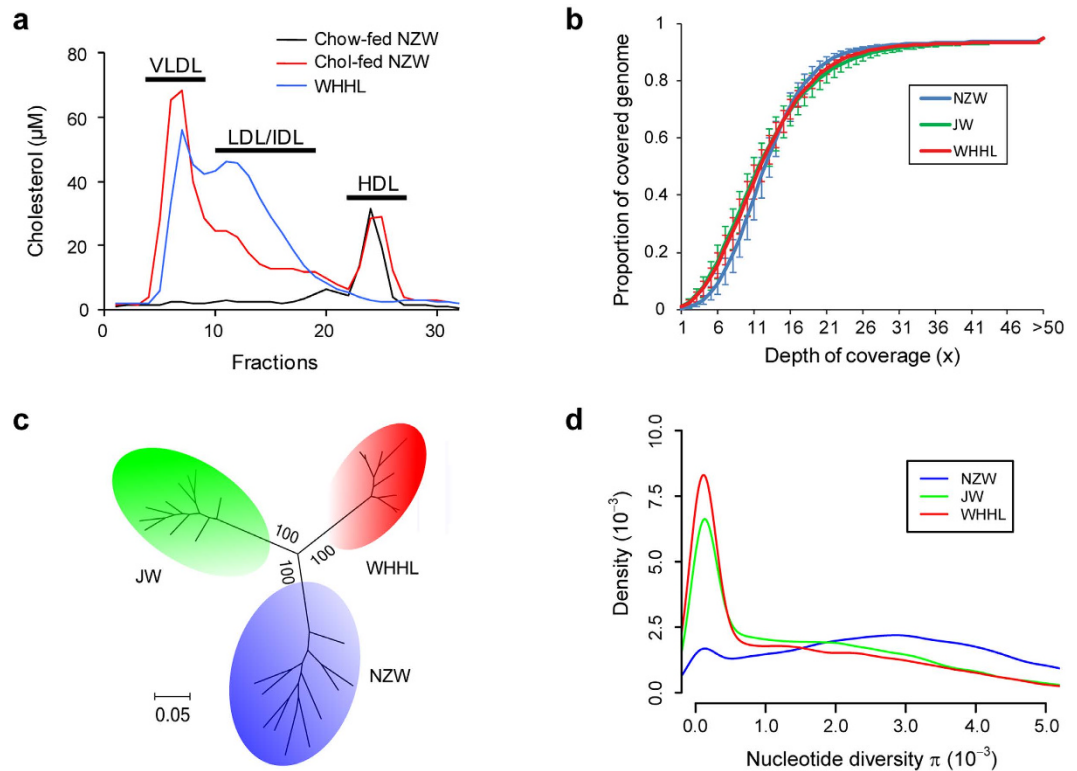 a
Chow-fed NZW
Chol-fed NZW
WHHL
VLDL
LDL/IDL
HDL
80
60
40
20
0
Cholesterol (µM)
0 10 20 30
Fractions
b
1
0.8
0.6
0.4
0.2
0
Proportion of covered genome
NZW
JW
WHHL
1 6 11 16 21 26 31 36 41 46 >50
Depth of coverage (x)
c
JW
WHHL
NZW
100
100
100
0.05
d
10.0
7.5
5.0
2.5
0.0
Density (10⁻³)
NZW
JW
WHHL
0.0 1.0 2.0 3.0 4.0 5.0
Nucleotide diversity π (10⁻³)